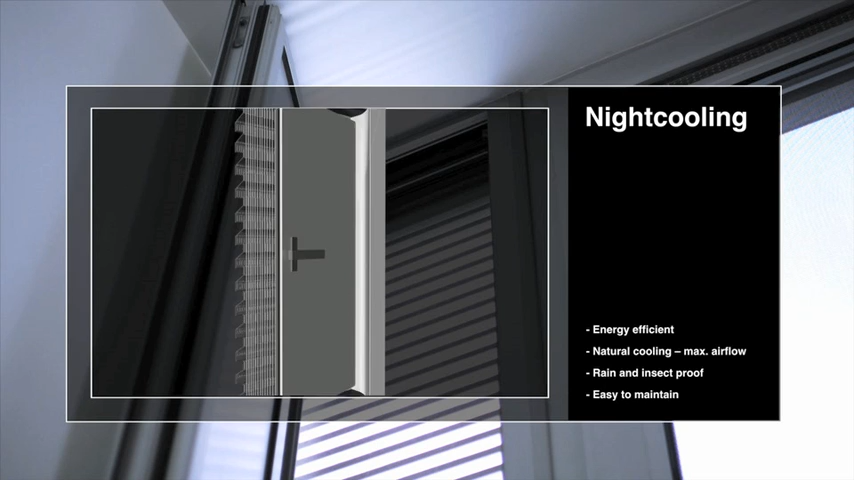 Nightcooling
- Energy efficient
- Natural cooling – max. airflow
- Rain and insect proof
- Easy to maintain